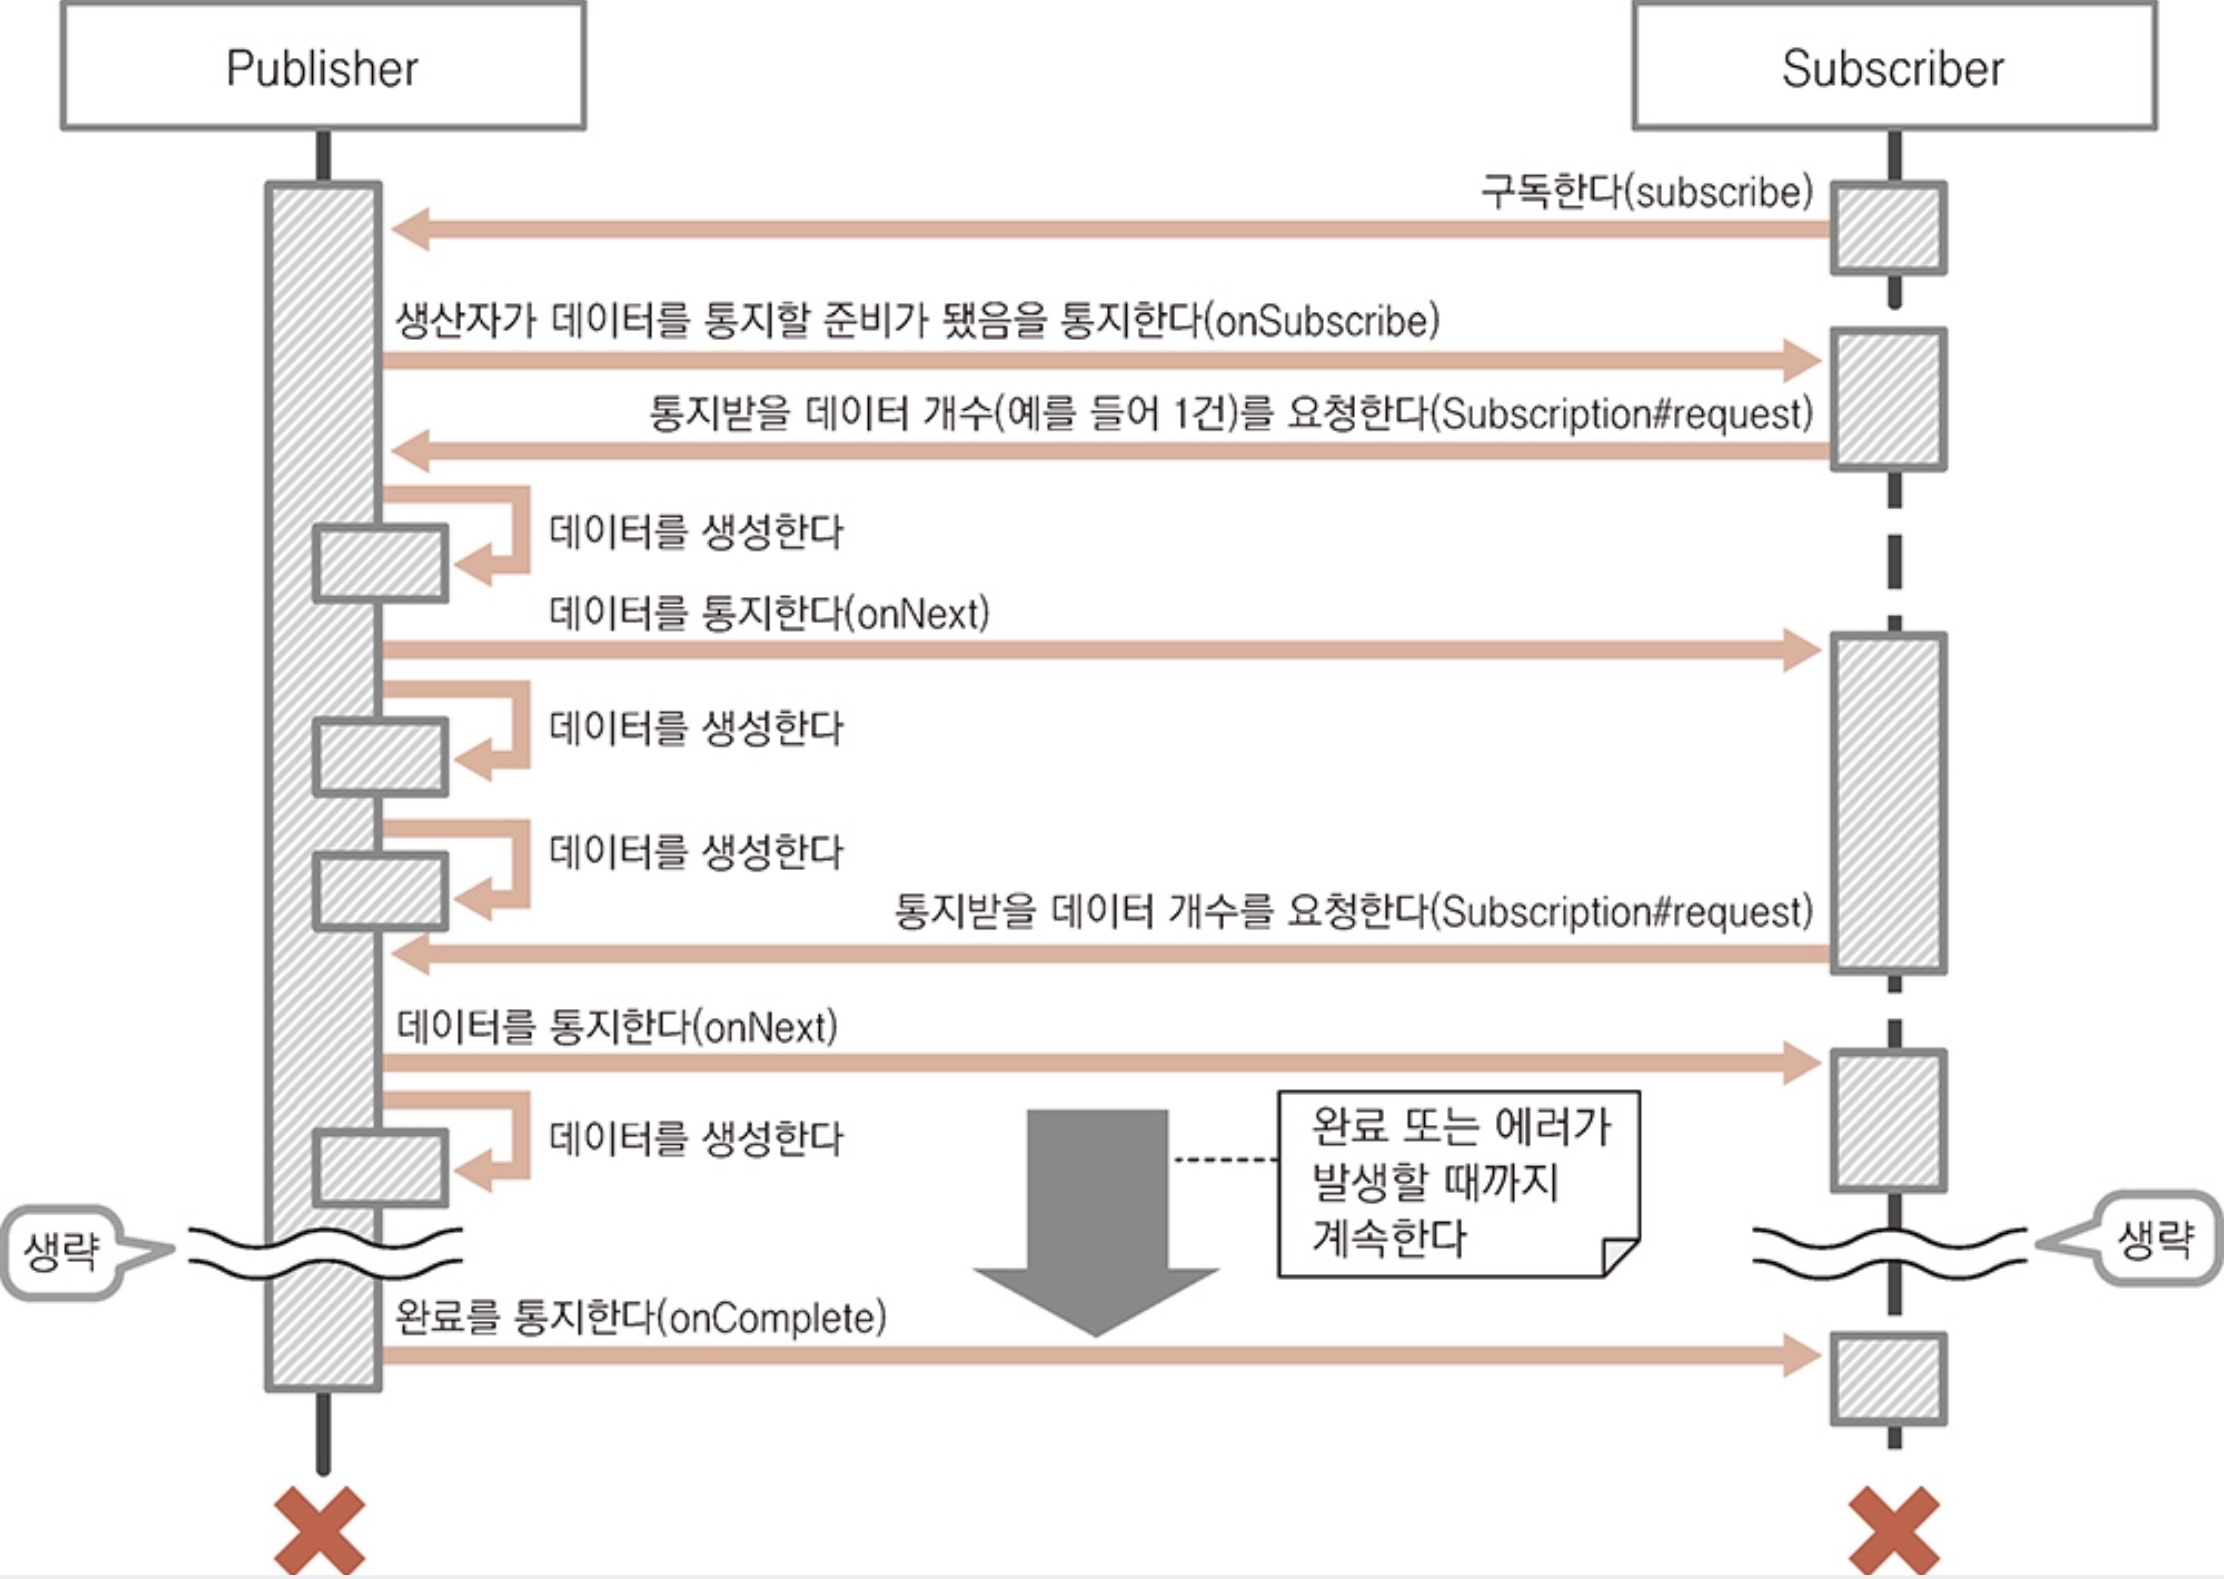 Publisher
Subscriber
구독한다(subscribe)
생산자가 데이터를 통지할 준비가 됐음을 통지한다(onSubscribe)
통지받을 데이터 개수(예를 들어 1건)를 요청한다(Subscription#request)
데이터를 생성한다
데이터를 통지한다(onNext)
데이터를 생성한다
데이터를 생성한다
통지받을 데이터 개수를 요청한다(Subscription#request)
데이터를 통지한다(onNext)
데이터를 생성한다
완료 또는 에러가
발생할 때까지
계속한다
생략
생략
완료를 통지한다(onComplete)